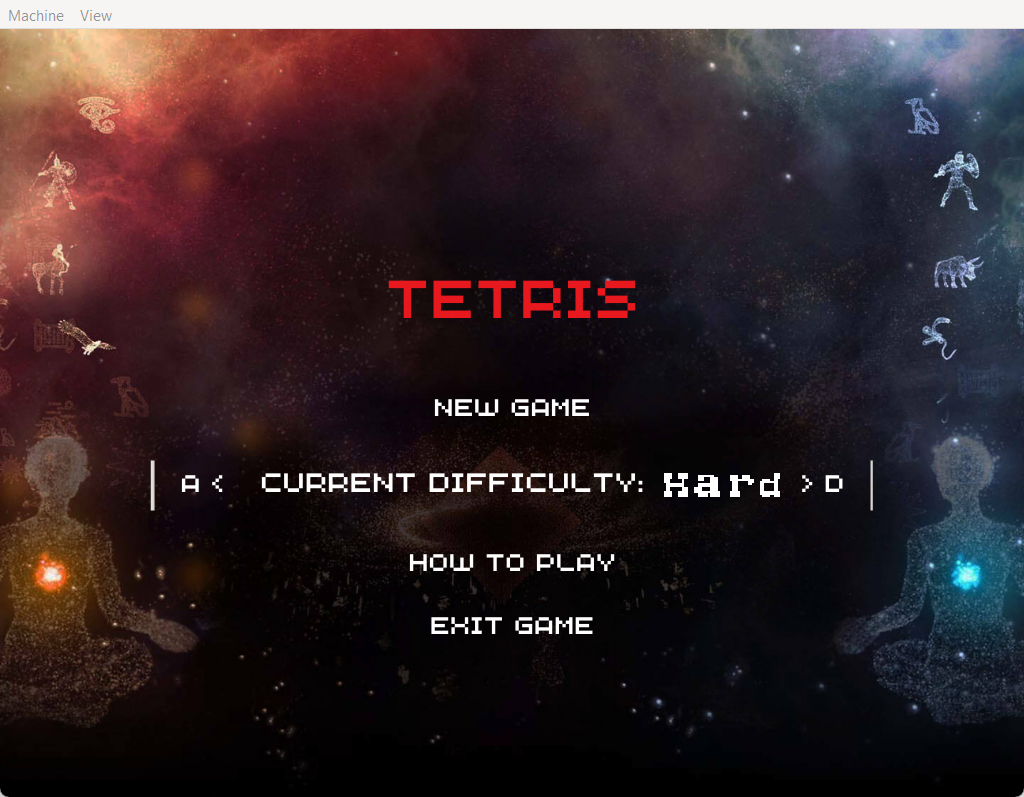 Machine View
TETRIS
NEW GAME
A < CURRENT DIFFICULTY: Hard > D
HOW TO PLAY
EXIT GAME